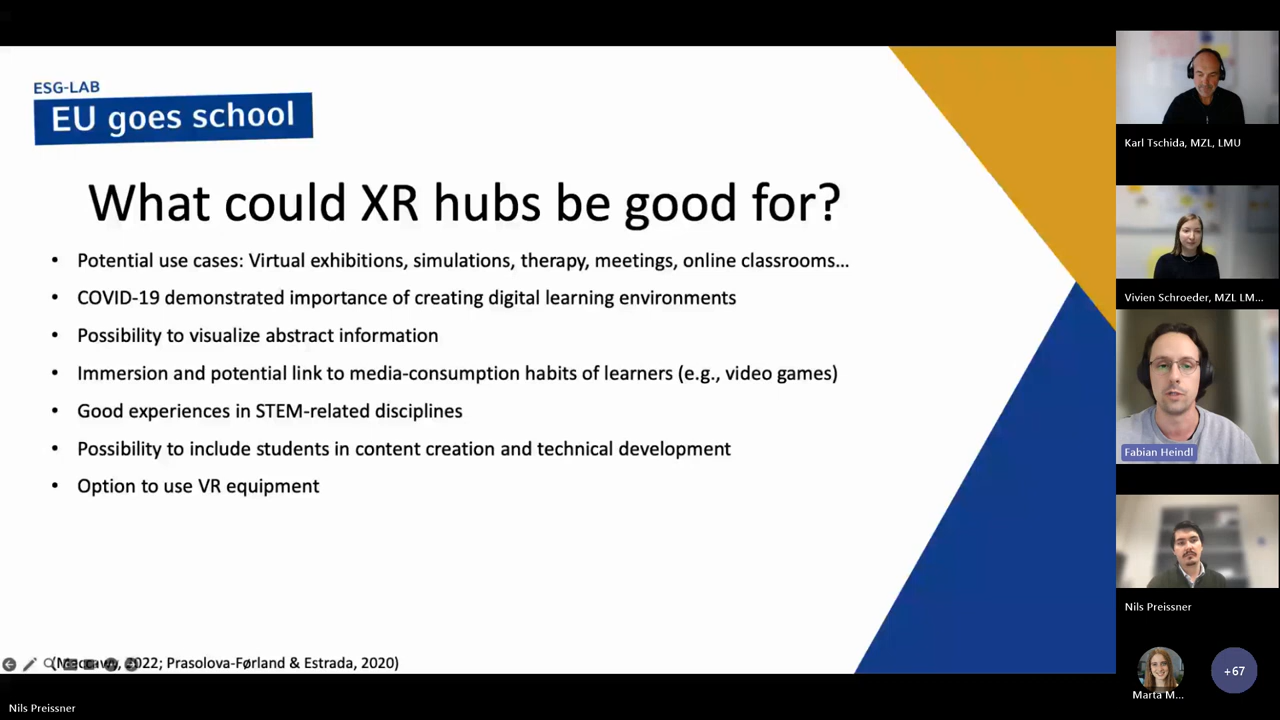 ESG-LAB
EU goes school
What could XR hubs be good for?
• Potential use cases: Virtual exhibitions, simulations, therapy, meetings, online classrooms…
• COVID-19 demonstrated importance of creating digital learning environments
• Possibility to visualize abstract information
• Immersion and potential link to media-consumption habits of learners (e.g., video games)
• Good experiences in STEM-related disciplines
• Possibility to include students in content creation and technical development
• Option to use VR equipment
2022; Prasolova-Førland & Estrada, 2020)
Nils Preissner
Karl Tschida, MZL, LMU
Vivien Schroeder, MZL LM...
Fabian Heindl
Nils Preissner
Marta M...
+67